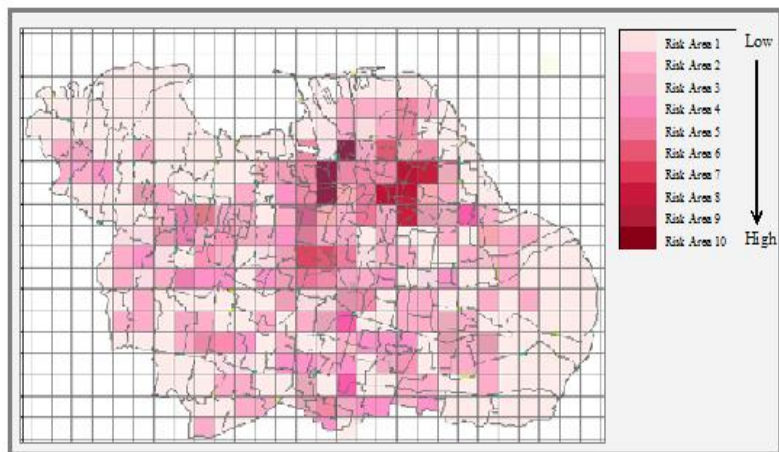 Risk Area 1
Low
Risk Area 2
Risk Area 3
Risk Area 4
Risk Area 5
Risk Area 6
Risk Area 7
Risk Area 8
Risk Area 9
Risk Area 10
High